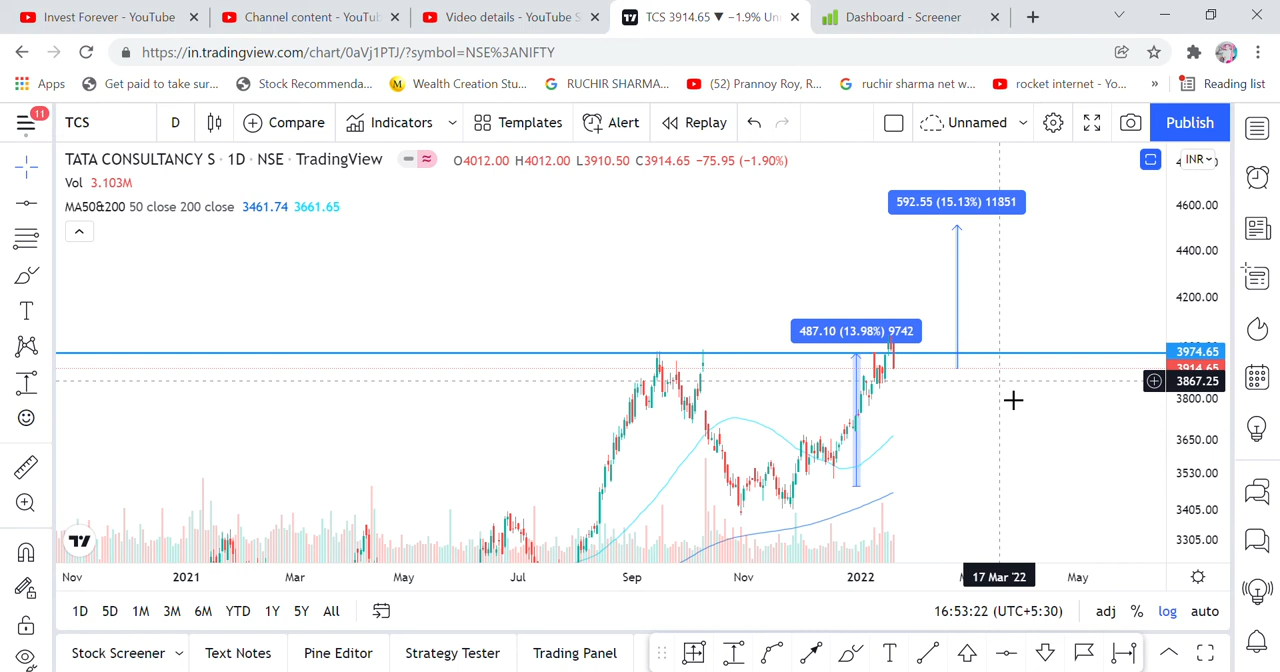 Invest Forever - YouTube
Channel content - YouTu
Video details - YouTube S
TCS 3914.65 ▼ −1.9% Un
Dashboard - Screener
https://in.tradingview.com/chart/0aVj1PTJ/?symbol=NSE%3ANIFTY
Apps
Get paid to take sur...
Stock Recommenda...
Wealth Creation Stu...
RUCHIR SHARMA...
(52) Prannoy Roy, R...
ruchir sharma net w...
rocket internet - Yo...
»
Reading list
11
TCS
D
Compare
Indicators
Templates
Alert
Replay
Unnamed
Publish
TATA CONSULTANCY S · 1D · NSE · TradingView
O4012.00 H4012.00 L3910.50 C3914.65 −75.95 (−1.90%)
INR
Vol 3.103M
MA50&200 50 close 200 close 3461.74 3661.65
592.55 (15.13%) 11851
487.10 (13.98%) 9742
4600.00
4400.00
4200.00
3974.65
3914.65
3867.25
3800.00
3650.00
3530.00
3405.00
3305.00
Nov 2021 Mar May Jul Sep Nov 2022 17 Mar '22 May
1D 5D 1M 3M 6M YTD 1Y 5Y All
16:53:22 (UTC+5:30)
adj % log auto
Stock Screener
Text Notes
Pine Editor
Strategy Tester
Trading Panel